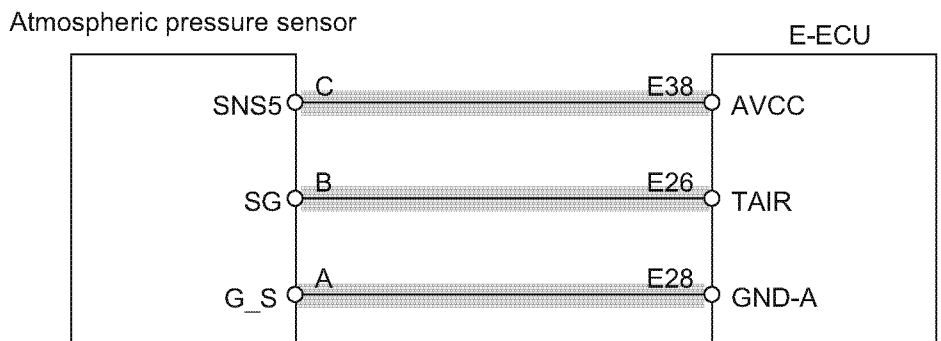 Atmospheric pressure sensor
E-ECU
SNS5 C E38 AVCC
SG B E26 TAIR
G_S A E28 GND-A